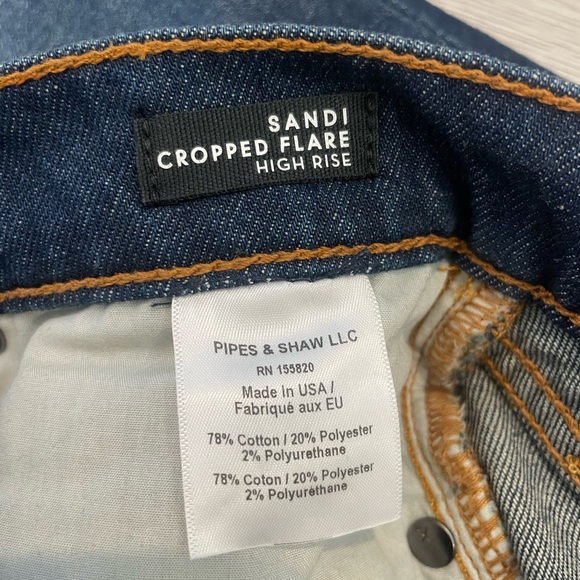 SANDI
CROPPED FLARE
HIGH RISE
PIPES & SHAW LLC
RN 155820
Made In USA /
Fabriqué aux EU
78% Cotton / 20% Polyester
2% Polyurethane
78% Cotton / 20% Polyester
2% Polyuréthane